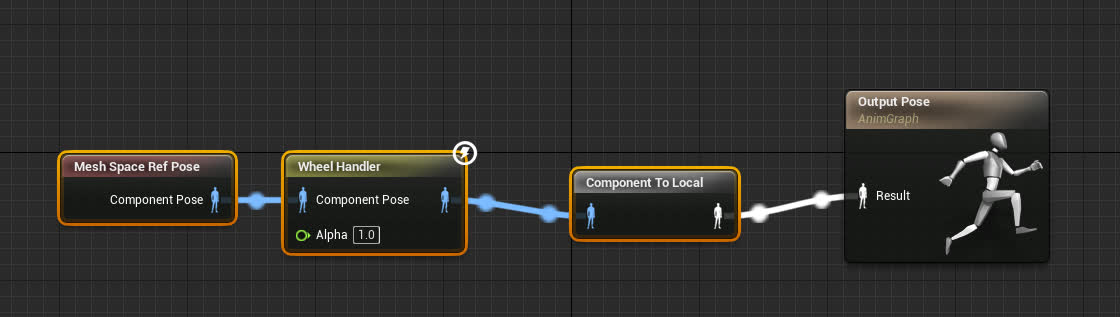 Mesh Space Ref Pose
Component Pose
Wheel Handler
Component Pose
Alpha 1.0
Component To Local
Output Pose
AnimGraph
Result